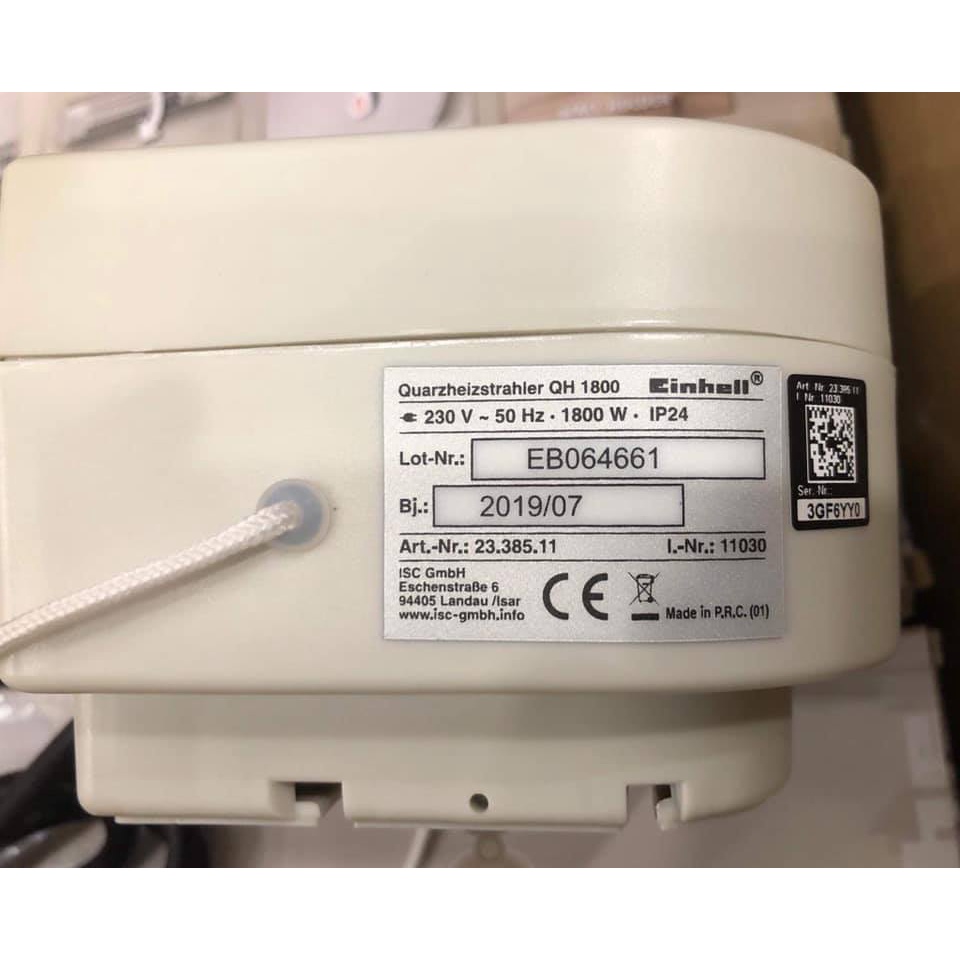 Quarzheizstrahler QH 1800 Einhell®
230 V ~ 50 Hz · 1800 W · IP24
Lot-Nr.: EB064661
Bj.: 2019/07
Art.-Nr.: 23.385.11 I.-Nr.: 11030
ISC GmbH
Eschenstraße 6
94405 Landau /Isar
www.isc-gmbh.info
CE
Made in P.R.C. (01)
Art. Nr. 23.385.11
I. Nr. 11030
Ser.-Nr.:
3GF6YY0